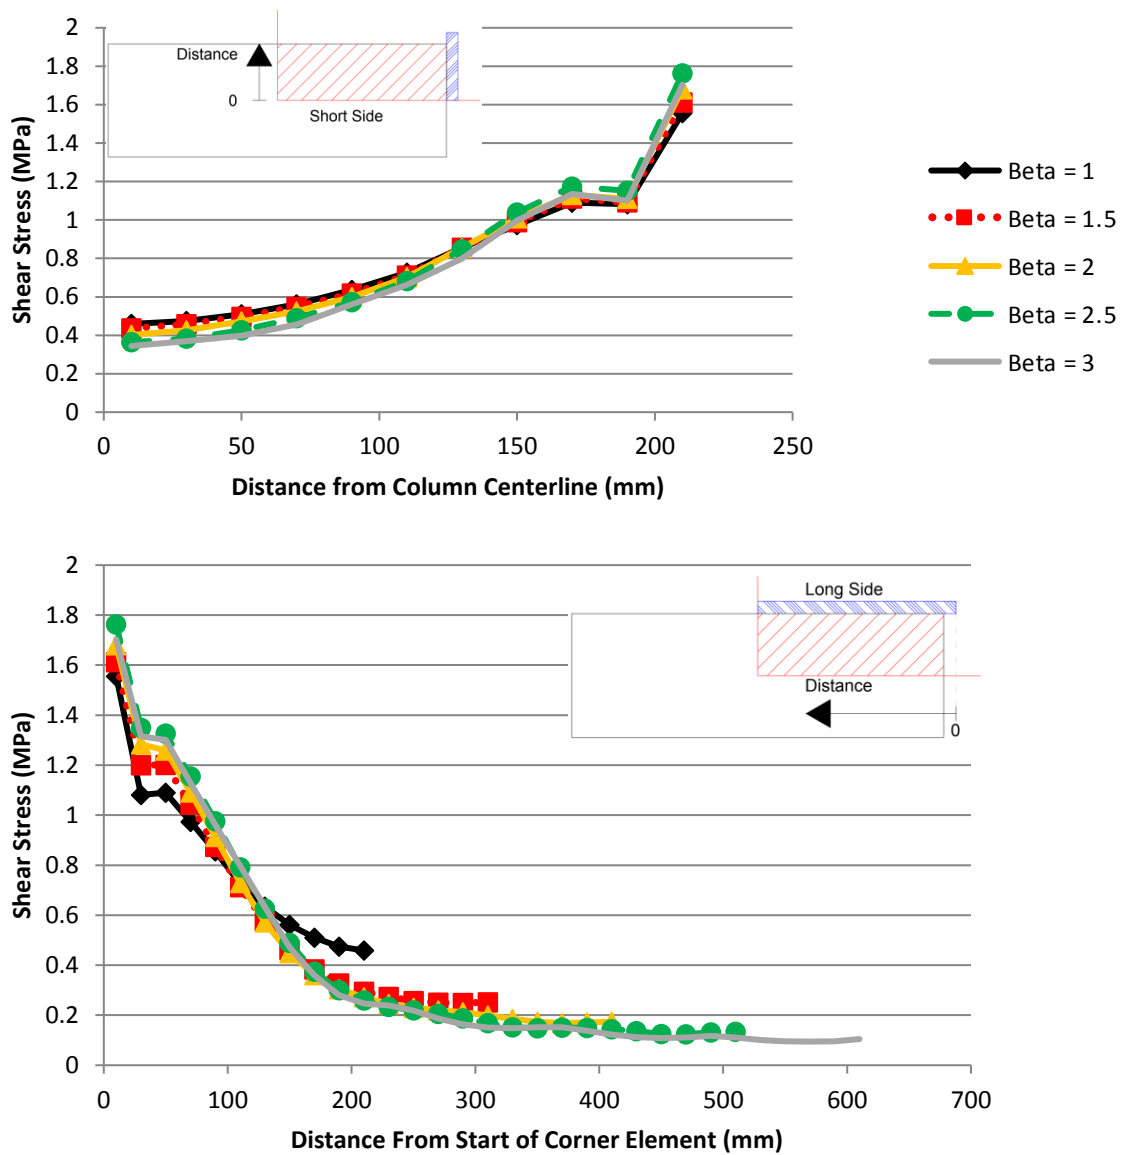 2
1.8
1.6
1.4
1.2
1
0.8
0.6
0.4
0.2
0
Shear Stress (MPa)
Distance
0
Short Side
0
50
100
150
200
250
Distance from Column Centerline (mm)
Beta = 1
Beta = 1.5
Beta = 2
Beta = 2.5
Beta = 3
2
1.8
1.6
1.4
1.2
1
0.8
0.6
0.4
0.2
0
Shear Stress (MPa)
Long Side
Distance
0
0
100
200
300
400
500
600
700
Distance From Start of Corner Element (mm)